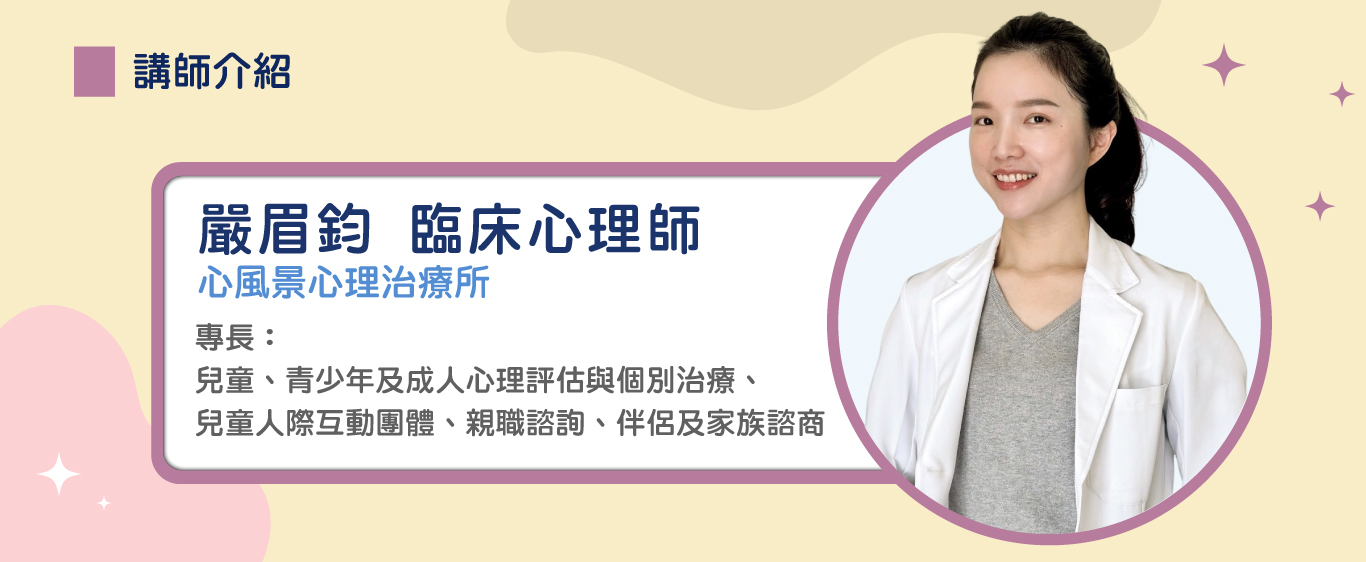 講師介紹
嚴眉鈞 臨床心理師
心風景心理治療所
專長：
兒童、青少年及成人心理評估與個別治療、
兒童人際互動團體、親職諮詢、伴侶及家族諮商